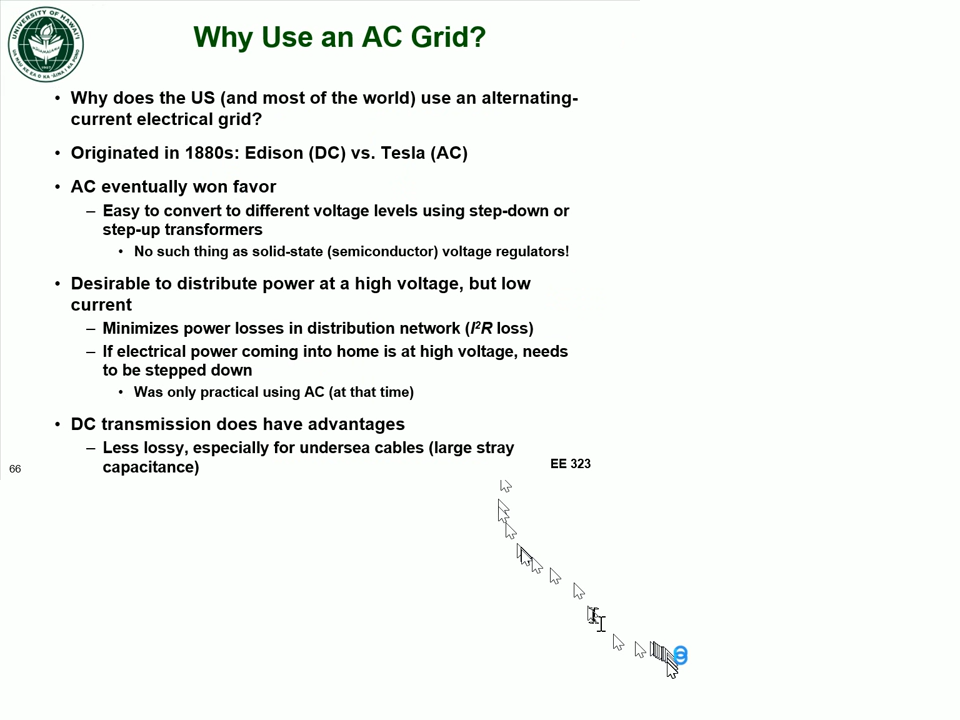 Why Use an AC Grid?
UNIVERSITY OF HAWAI'I
• Why does the US (and most of the world) use an alternating-
current electrical grid?
• Originated in 1880s: Edison (DC) vs. Tesla (AC)
• AC eventually won favor
– Easy to convert to different voltage levels using step-down or
step-up transformers
• No such thing as solid-state (semiconductor) voltage regulators!
• Desirable to distribute power at a high voltage, but low
current
– Minimizes power losses in distribution network (I²R loss)
– If electrical power coming into home is at high voltage, needs
to be stepped down
• Was only practical using AC (at that time)
• DC transmission does have advantages
– Less lossy, especially for undersea cables (large stray
capacitance)
66
EE 323